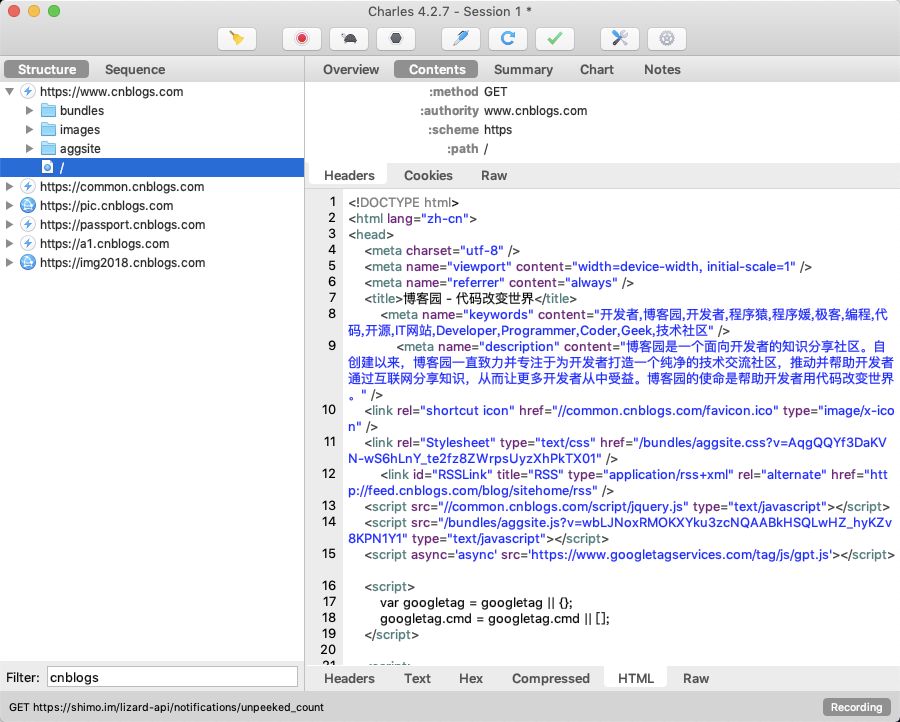 Charles 4.2.7 - Session 1 *
Structure Sequence
Overview Contents Summary Chart Notes
https://www.cnblogs.com
bundles
images
aggsite
/
https://common.cnblogs.com
https://pic.cnblogs.com
https://passport.cnblogs.com
https://a1.cnblogs.com
https://img2018.cnblogs.com
:method GET
:authority www.cnblogs.com
:scheme https
:path /
Headers Cookies Raw
1 <!DOCTYPE html>
2 <html lang="zh-cn">
3 <head>
4 <meta charset="utf-8" />
5 <meta name="viewport" content="width=device-width, initial-scale=1" />
6 <meta name="referrer" content="always" />
7 <title>博客园 - 代码改变世界</title>
8 <meta name="keywords" content="开发者,博客园,开发者,程序猿,程序媛,极客,编程,代
码,开源,IT网站,Developer,Programmer,Coder,Geek,技术社区" />
9 <meta name="description" content="博客园是一个面向开发者的知识分享社区。自
创建以来，博客园一直致力并专注于为开发者打造一个纯净的技术交流社区，推动并帮助开发者
通过互联网分享知识，从而让更多开发者从中受益。博客园的使命是帮助开发者用代码改变世界
。" />
10 <link rel="shortcut icon" href="//common.cnblogs.com/favicon.ico" type="image/x-ico
n" />
11 <link rel="Stylesheet" type="text/css" href="/bundles/aggsite.css?v=AqgQQYf3DaKV
N-wS6hLnY_te2fz8ZWrpsUyzXhPkTX01" />
12 <link id="RSSLink" title="RSS" type="application/rss+xml" rel="alternate" href="htt
p://feed.cnblogs.com/blog/sitehome/rss" />
13 <script src="//common.cnblogs.com/script/jquery.js" type="text/javascript"></script>
14 <script src="/bundles/aggsite.js?v=wbLJNoxRMOKXYku3zcNQAABkHSQLwHZ_hyKZv
8KPN1Y1" type="text/javascript"></script>
15 <script async='async' src='https://www.googletagservices.com/tag/js/gpt.js'></script>
16 <script>
17 var googletag = googletag || {};
18 googletag.cmd = googletag.cmd || [];
19 </script>
20
21 <script>
Filter: cnblogs
Headers Text Hex Compressed HTML Raw
GET https://shimo.im/lizard-api/notifications/unpeeked_count
Recording